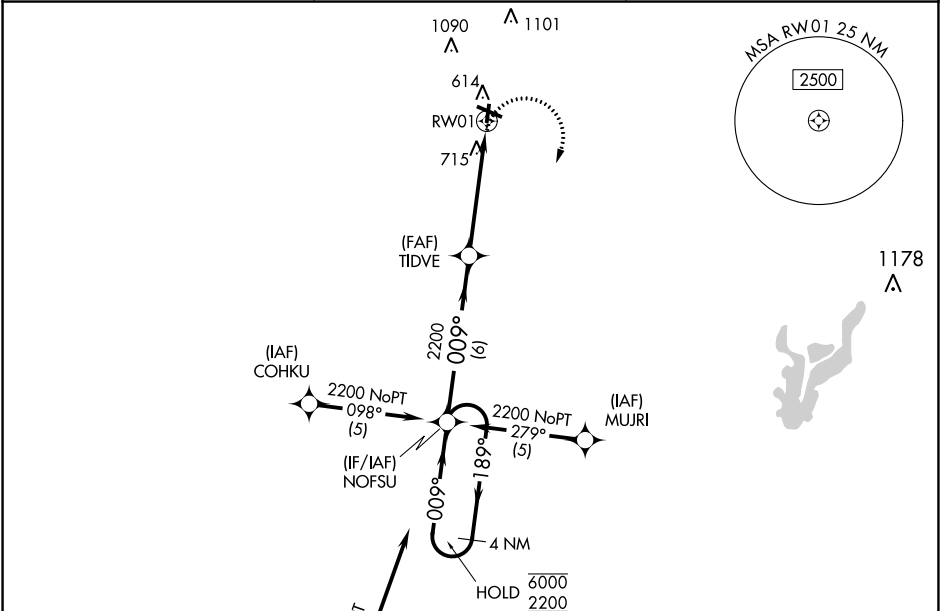 1090
1101
614
RW01
715
MSA RW01 25 NM
2500
(FAF)
TIDVE
1178
2200
009°
(6)
(IAF)
COHKU
2200 NoPT
098°
(5)
2200 NoPT
279°
(5)
(IAF)
MUJRI
(IF/IAF)
NOFSU
009°
189°
4 NM
HOLD
6000
2200